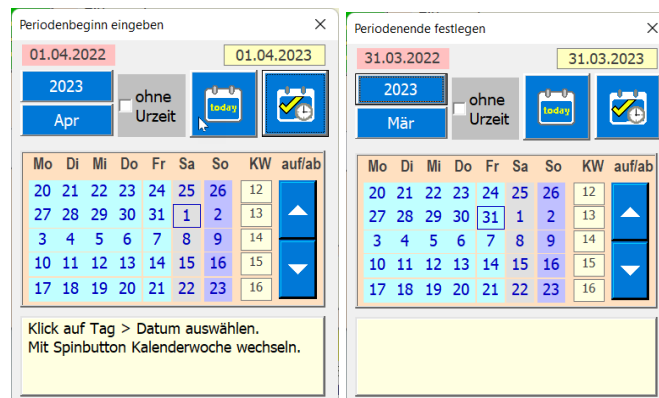 Periodenbeginn eingeben
01.04.2022 01.04.2023
2023
Apr
ohne
Urzeit
today
Mo Di Mi Do Fr Sa So KW auf/ab
20 21 22 23 24 25 26 12
27 28 29 30 31 1 2 13
3 4 5 6 7 8 9 14
10 11 12 13 14 15 16 15
17 18 19 20 21 22 23 16
Klick auf Tag > Datum auswählen.
Mit Spinbutton Kalenderwoche wechseln.
Periodenende festlegen
31.03.2022 31.03.2023
2023
Mär
ohne
Urzeit
today
Mo Di Mi Do Fr Sa So KW auf/ab
20 21 22 23 24 25 26 12
27 28 29 30 31 1 2 13
3 4 5 6 7 8 9 14
10 11 12 13 14 15 16 15
17 18 19 20 21 22 23 16